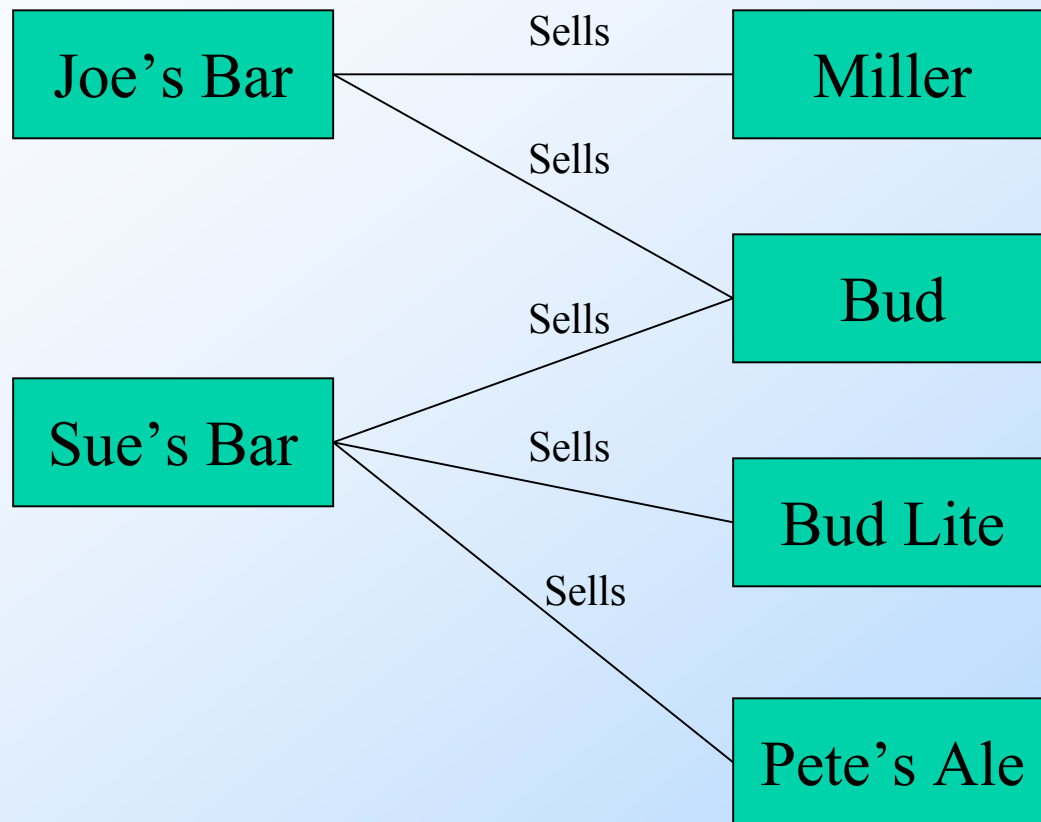 Joe’s Bar
Sells
Miller
Sells
Bud
Sells
Sue’s Bar
Sells
Bud Lite
Sells
Pete’s Ale